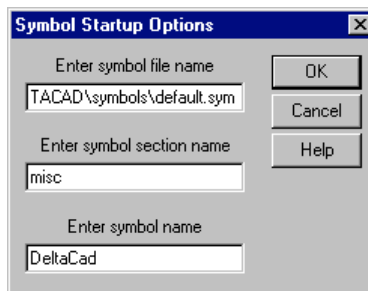 Symbol Startup Options
Enter symbol file name
TACAD\symbols\default.sym
OK
Cancel
Enter symbol section name
Help
misc
Enter symbol name
DeltaCad